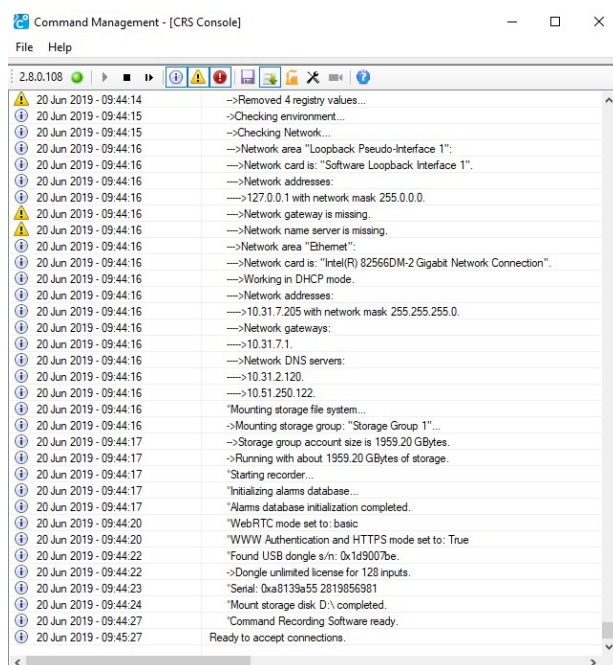 Command Management - [CRS Console]
File Help
2.8.0.108
20 Jun 2019 - 09:44:14 -->Removed 4 registry values...
20 Jun 2019 - 09:44:15 ->Checking environment...
20 Jun 2019 - 09:44:15 -->Checking Network...
20 Jun 2019 - 09:44:16 --->Network area "Loopback Pseudo-Interface 1":
20 Jun 2019 - 09:44:16 ---->Network card is: "Software Loopback Interface 1".
20 Jun 2019 - 09:44:16 ---->Network addresses:
20 Jun 2019 - 09:44:16 ----->127.0.0.1 with network mask 255.0.0.0.
20 Jun 2019 - 09:44:16 ---->Network gateway is missing.
20 Jun 2019 - 09:44:16 ---->Network name server is missing.
20 Jun 2019 - 09:44:16 --->Network area "Ethernet":
20 Jun 2019 - 09:44:16 ---->Network card is: "Intel(R) 82566DM-2 Gigabit Network Connection".
20 Jun 2019 - 09:44:16 ---->Working in DHCP mode.
20 Jun 2019 - 09:44:16 ---->Network addresses:
20 Jun 2019 - 09:44:16 ----->10.31.7.205 with network mask 255.255.255.0.
20 Jun 2019 - 09:44:16 ---->Network gateways:
20 Jun 2019 - 09:44:16 ----->10.31.7.1.
20 Jun 2019 - 09:44:16 ---->Network DNS servers:
20 Jun 2019 - 09:44:16 ----->10.31.2.120.
20 Jun 2019 - 09:44:16 ----->10.51.250.122.
20 Jun 2019 - 09:44:16 *Mounting storage file system...
20 Jun 2019 - 09:44:16 ->Mounting storage group: "Storage Group 1"...
20 Jun 2019 - 09:44:17 -->Storage group account size is 1959.20 GBytes.
20 Jun 2019 - 09:44:17 ->Running with about 1959.20 GBytes of storage.
20 Jun 2019 - 09:44:17 *Starting recorder...
20 Jun 2019 - 09:44:17 *Initializing alarms database...
20 Jun 2019 - 09:44:17 *Alarms database initialization completed.
20 Jun 2019 - 09:44:20 *WebRTC mode set to: basic
20 Jun 2019 - 09:44:20 *WWW Authentication and HTTPS mode set to: True
20 Jun 2019 - 09:44:22 *Found USB dongle s/n: 0x1d9007be.
20 Jun 2019 - 09:44:22 ->Dongle unlimited license for 128 inputs.
20 Jun 2019 - 09:44:23 *Serial: 0xa8139a55 2819856981
20 Jun 2019 - 09:44:24 *Mount storage disk D:\ completed.
20 Jun 2019 - 09:44:27 *Command Recording Software ready.
20 Jun 2019 - 09:45:27 Ready to accept connections.